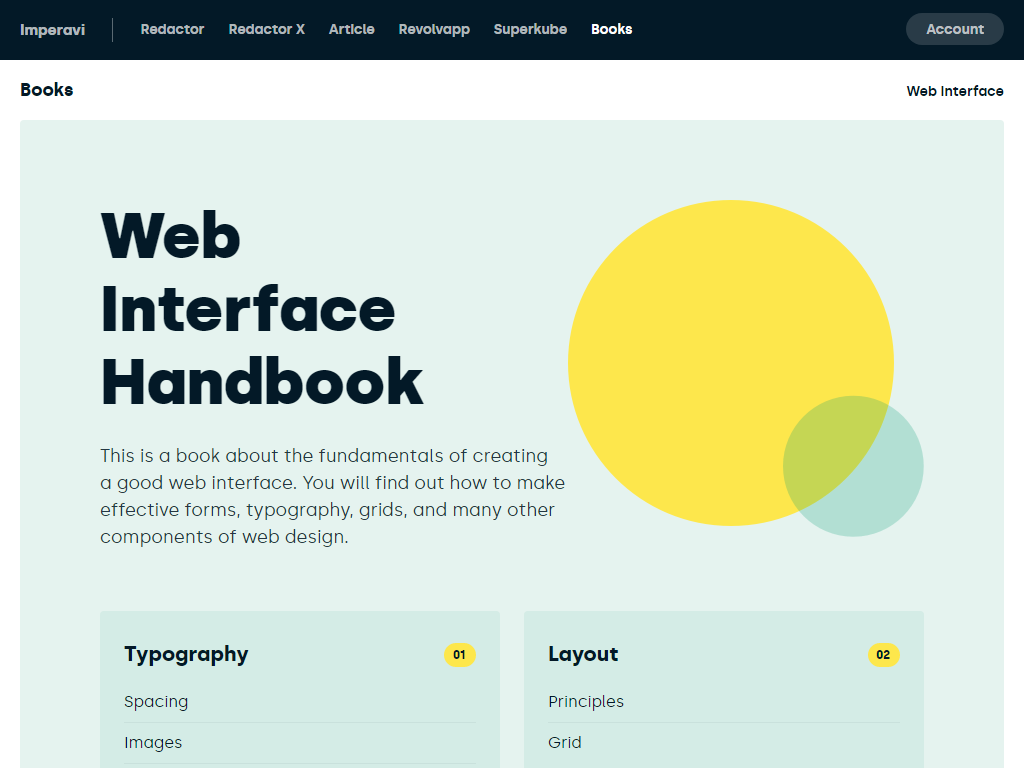 Imperavi Redactor Redactor X Article Revolvapp Superkube Books Account
Books Web Interface
Web
Interface
Handbook
This is a book about the fundamentals of creating
a good web interface. You will find out how to make
effective forms, typography, grids, and many other
components of web design.
Typography 01
Spacing
Images
Layout 02
Principles
Grid